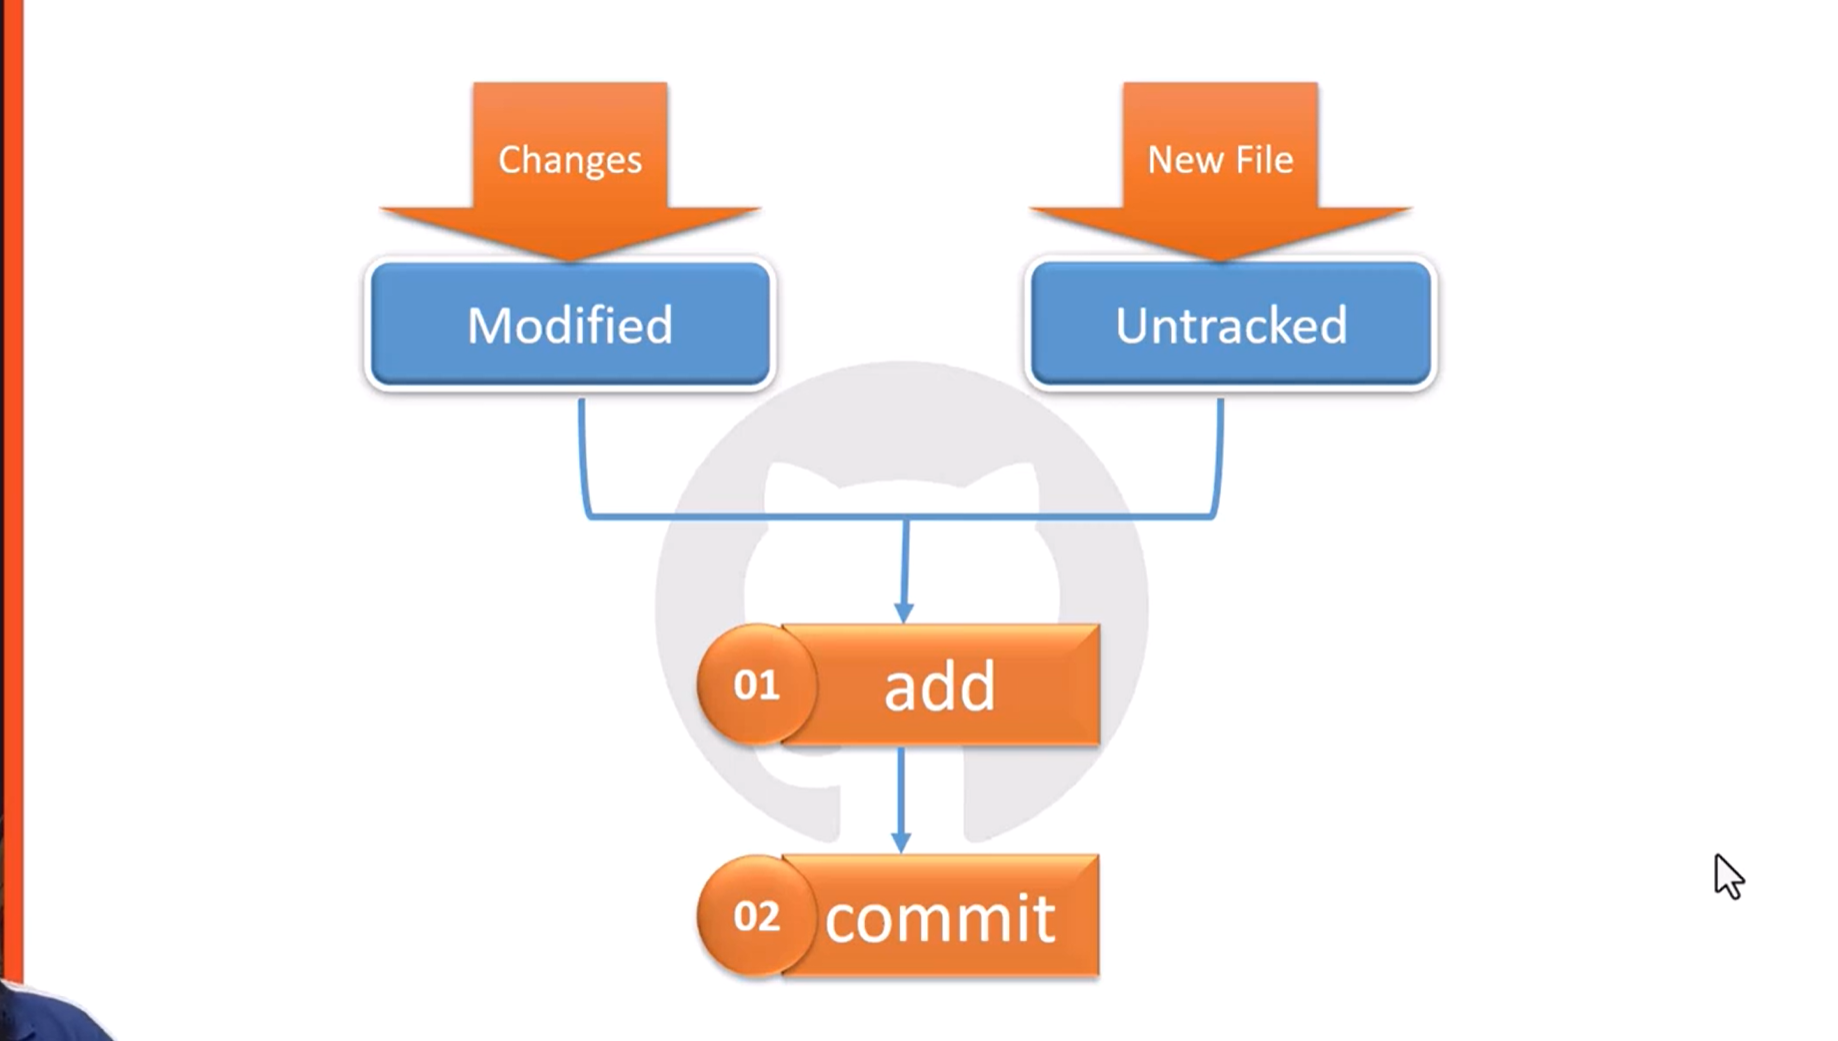 Changes
New File
Modified
Untracked
01
add
02
commit